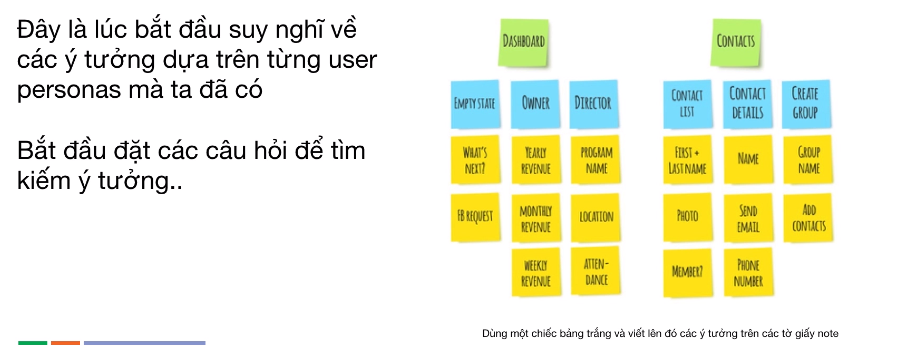 Đây là lúc bắt đầu suy nghĩ về
các ý tưởng dựa trên từng user
personas mà ta đã có
Bắt đầu đặt các câu hỏi để tìm
kiếm ý tưởng..
DASHBOARD
EMPTY STATE
OWNER
DIRECTOR
WHAT'S
NEXT?
YEARLY
REVENUE
PROGRAM
NAME
FB REQUEST
MONTHLY
REVENUE
LOCATION
WEEKLY
REVENUE
ATTEN-
DANCE
CONTACTS
CONTACT
LIST
CONTACT
DETAILS
CREATE
GROUP
FIRST +
LAST NAME
NAME
GROUP
NAME
PHOTO
SEND
EMAIL
ADD
CONTACTS
MEMBER?
PHONE
NUMBER
Dùng một chiếc bảng trắng và viết lên đó các ý tưởng trên các tờ giấy note